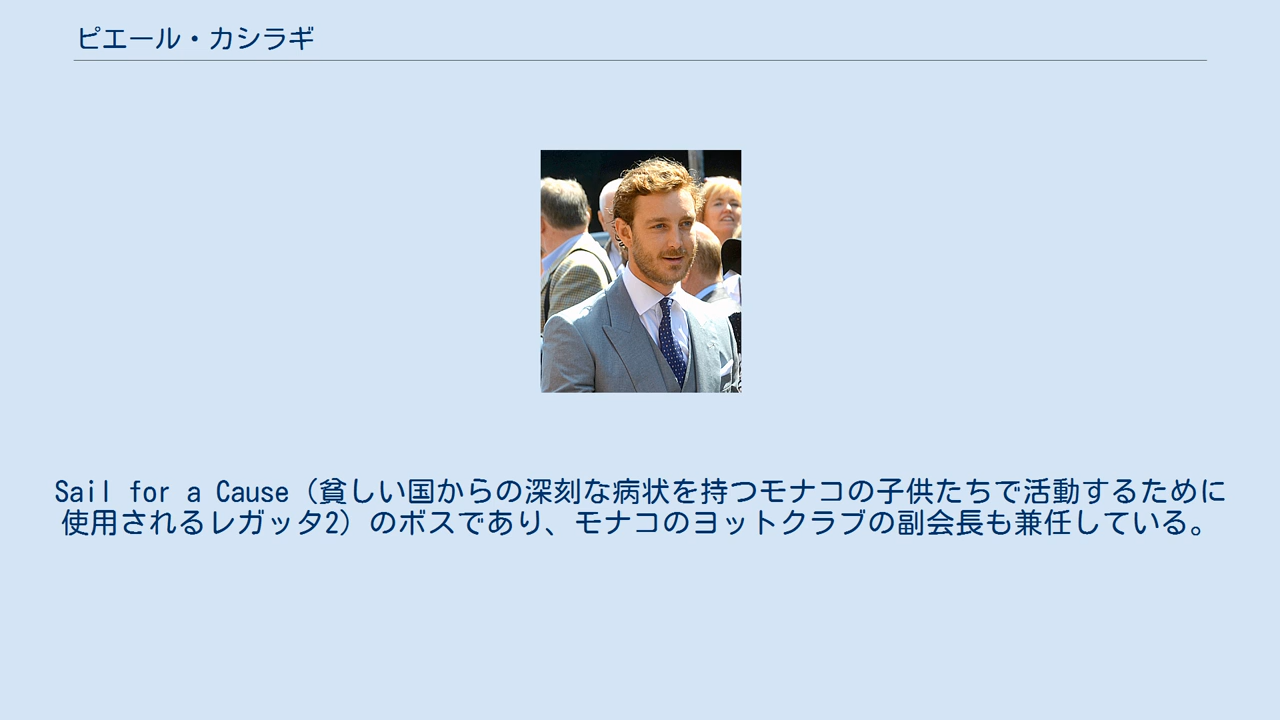 ピエール・カシラギ
Sail for a Cause（貧しい国からの深刻な病状を持つモナコの子供たちで活動するために
使用されるレガッタ2）のボスであり、モナコのヨットクラブの副会長も兼任している。